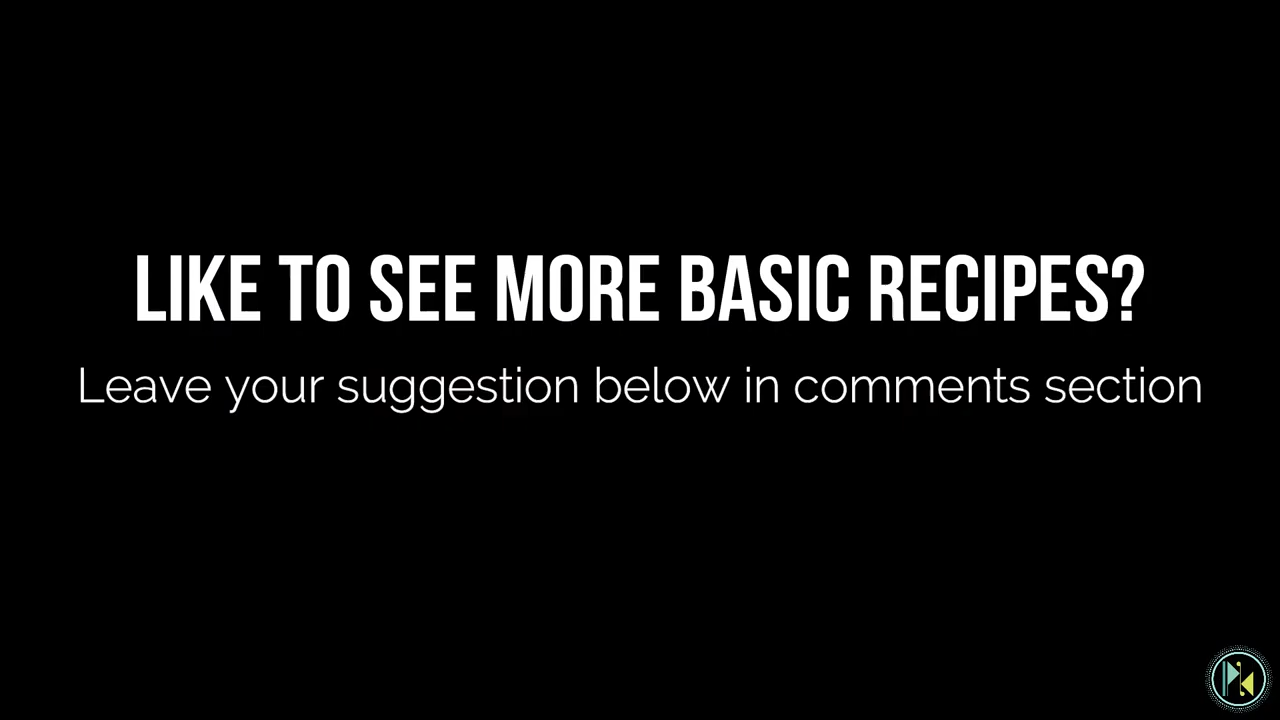 LIKE TO SEE MORE BASIC RECIPES?
Leave your suggestion below in comments section